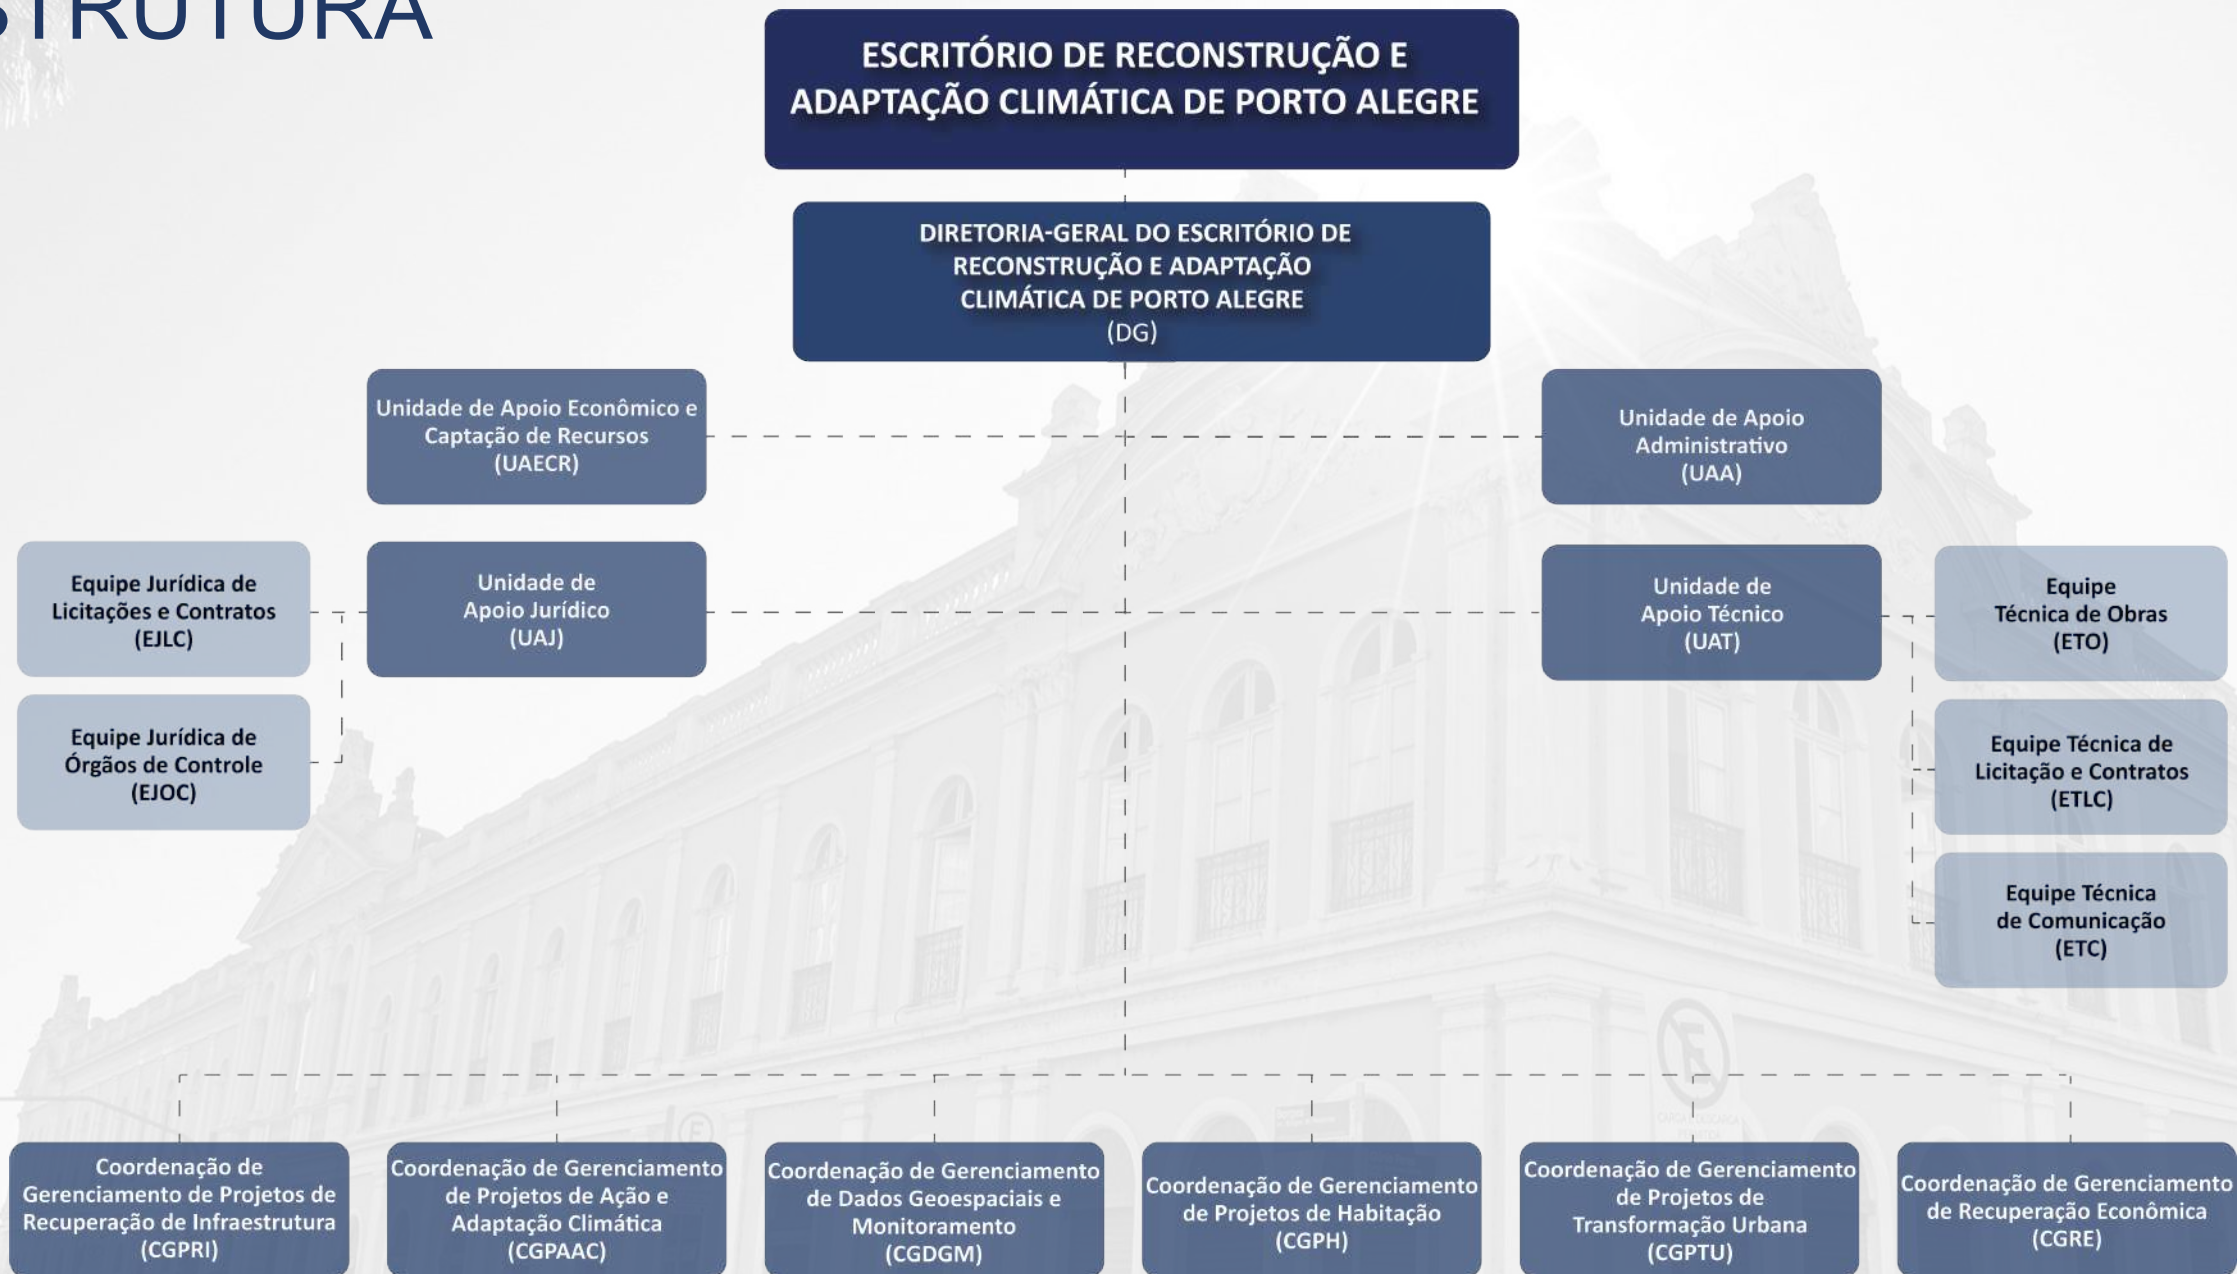 STRUTURA
ESCRITÓRIO DE RECONSTRUÇÃO E
ADAPTAÇÃO CLIMÁTICA DE PORTO ALEGRE
DIRETORIA-GERAL DO ESCRITÓRIO DE
RECONSTRUÇÃO E ADAPTAÇÃO
CLIMÁTICA DE PORTO ALEGRE
(DG)
Unidade de Apoio Econômico e
Captação de Recursos
(UAECR)
Unidade de Apoio
Administrativo
(UAA)
Equipe Jurídica de
Licitações e Contratos
(EJLC)
Unidade de
Apoio Jurídico
(UAJ)
Unidade de
Apoio Técnico
(UAT)
Equipe
Técnica de Obras
(ETO)
Equipe Jurídica de
Órgãos de Controle
(EJOC)
Equipe Técnica de
Licitação e Contratos
(ETLC)
Equipe Técnica
de Comunicação
(ETC)
Coordenação de
Gerenciamento de Projetos de
Recuperação de Infraestrutura
(CGPRI)
Coordenação de Gerenciamento
de Projetos de Ação e
Adaptação Climática
(CGPAAC)
Coordenação de Gerenciamento
de Dados Geoespaciais e
Monitoramento
(CGDGM)
Coordenação de Gerenciamento
de Projetos de Habitação
(CGPH)
Coordenação de Gerenciamento
de Projetos de
Transformação Urbana
(CGPTU)
Coordenação de Gerenciamento
de Recuperação Econômica
(CGRE)